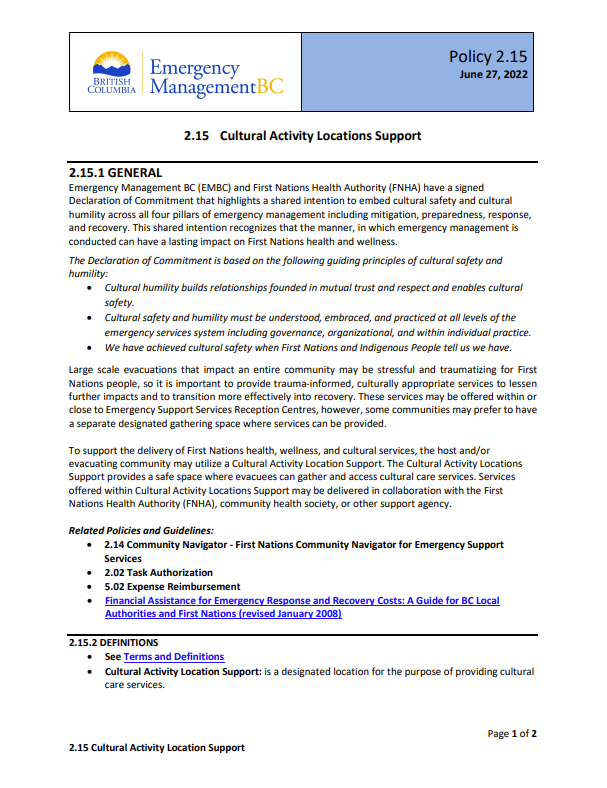 BRITISH
COLUMBIA
Emergency
ManagementBC
Policy 2.15
June 27, 2022
2.15 Cultural Activity Locations Support
2.15.1 GENERAL
Emergency Management BC (EMBC) and First Nations Health Authority (FNHA) have a signed
Declaration of Commitment that highlights a shared intention to embed cultural safety and cultural
humility across all four pillars of emergency management including mitigation, preparedness, response,
and recovery. This shared intention recognizes that the manner, in which emergency management is
conducted can have a lasting impact on First Nations health and wellness.
The Declaration of Commitment is based on the following guiding principles of cultural safety and
humility:
• Cultural humility builds relationships founded in mutual trust and respect and enables cultural
safety.
• Cultural safety and humility must be understood, embraced, and practiced at all levels of the
emergency services system including governance, organizational, and within individual practice.
• We have achieved cultural safety when First Nations and Indigenous People tell us we have.
Large scale evacuations that impact an entire community may be stressful and traumatizing for First
Nations people, so it is important to provide trauma-informed, culturally appropriate services to lessen
further impacts and to transition more effectively into recovery. These services may be offered within or
close to Emergency Support Services Reception Centres, however, some communities may prefer to have
a separate designated gathering space where services can be provided.
To support the delivery of First Nations health, wellness, and cultural services, the host and/or
evacuating community may utilize a Cultural Activity Location Support. The Cultural Activity Locations
Support provides a safe space where evacuees can gather and access cultural care services. Services
offered within Cultural Activity Locations Support may be delivered in collaboration with the First
Nations Health Authority (FNHA), community health society, or other support agency.
Related Policies and Guidelines:
• 2.14 Community Navigator - First Nations Community Navigator for Emergency Support
Services
• 2.02 Task Authorization
• 5.02 Expense Reimbursement
• Financial Assistance for Emergency Response and Recovery Costs: A Guide for BC Local
Authorities and First Nations (revised January 2008)
2.15.2 DEFINITIONS
• See Terms and Definitions
• Cultural Activity Location Support: is a designated location for the purpose of providing cultural
care services.
Page 1 of 2
2.15 Cultural Activity Location Support